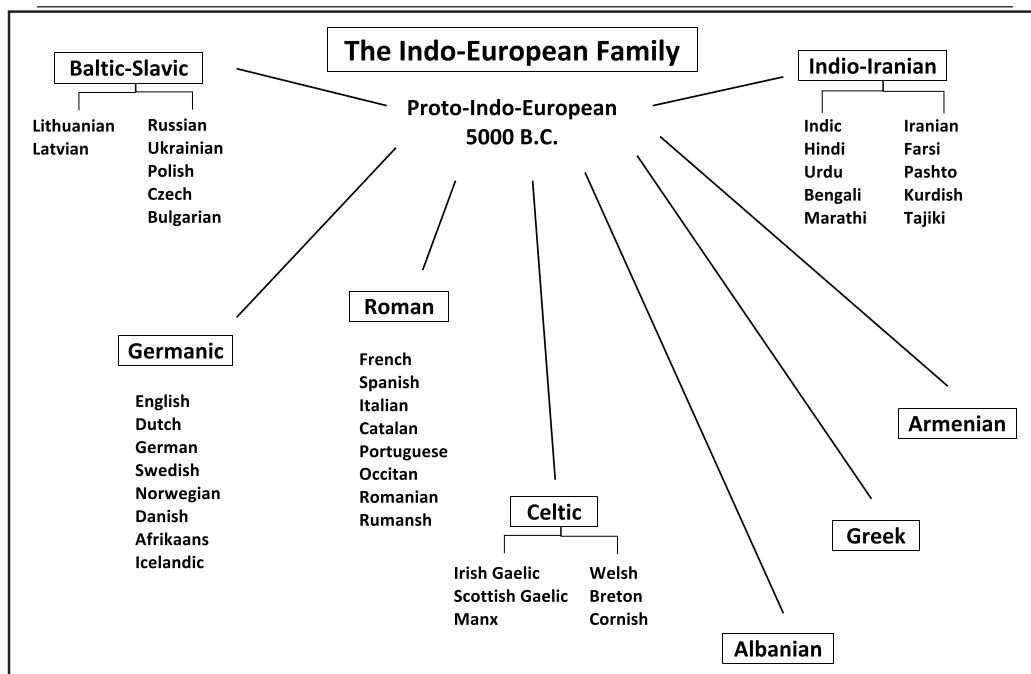 The Indo-European Family
Proto-Indo-European
5000 B.C.
Baltic-Slavic
Lithuanian
Latvian
Russian
Ukrainian
Polish
Czech
Bulgarian
Indio-Iranian
Indic
Hindi
Urdu
Bengali
Marathi
Iranian
Farsi
Pashto
Kurdish
Tajiki
Germanic
English
Dutch
German
Swedish
Norwegian
Danish
Afrikaans
Icelandic
Roman
French
Spanish
Italian
Catalan
Portuguese
Occitan
Romanian
Rumansh
Celtic
Irish Gaelic
Scottish Gaelic
Manx
Welsh
Breton
Cornish
Albanian
Greek
Armenian